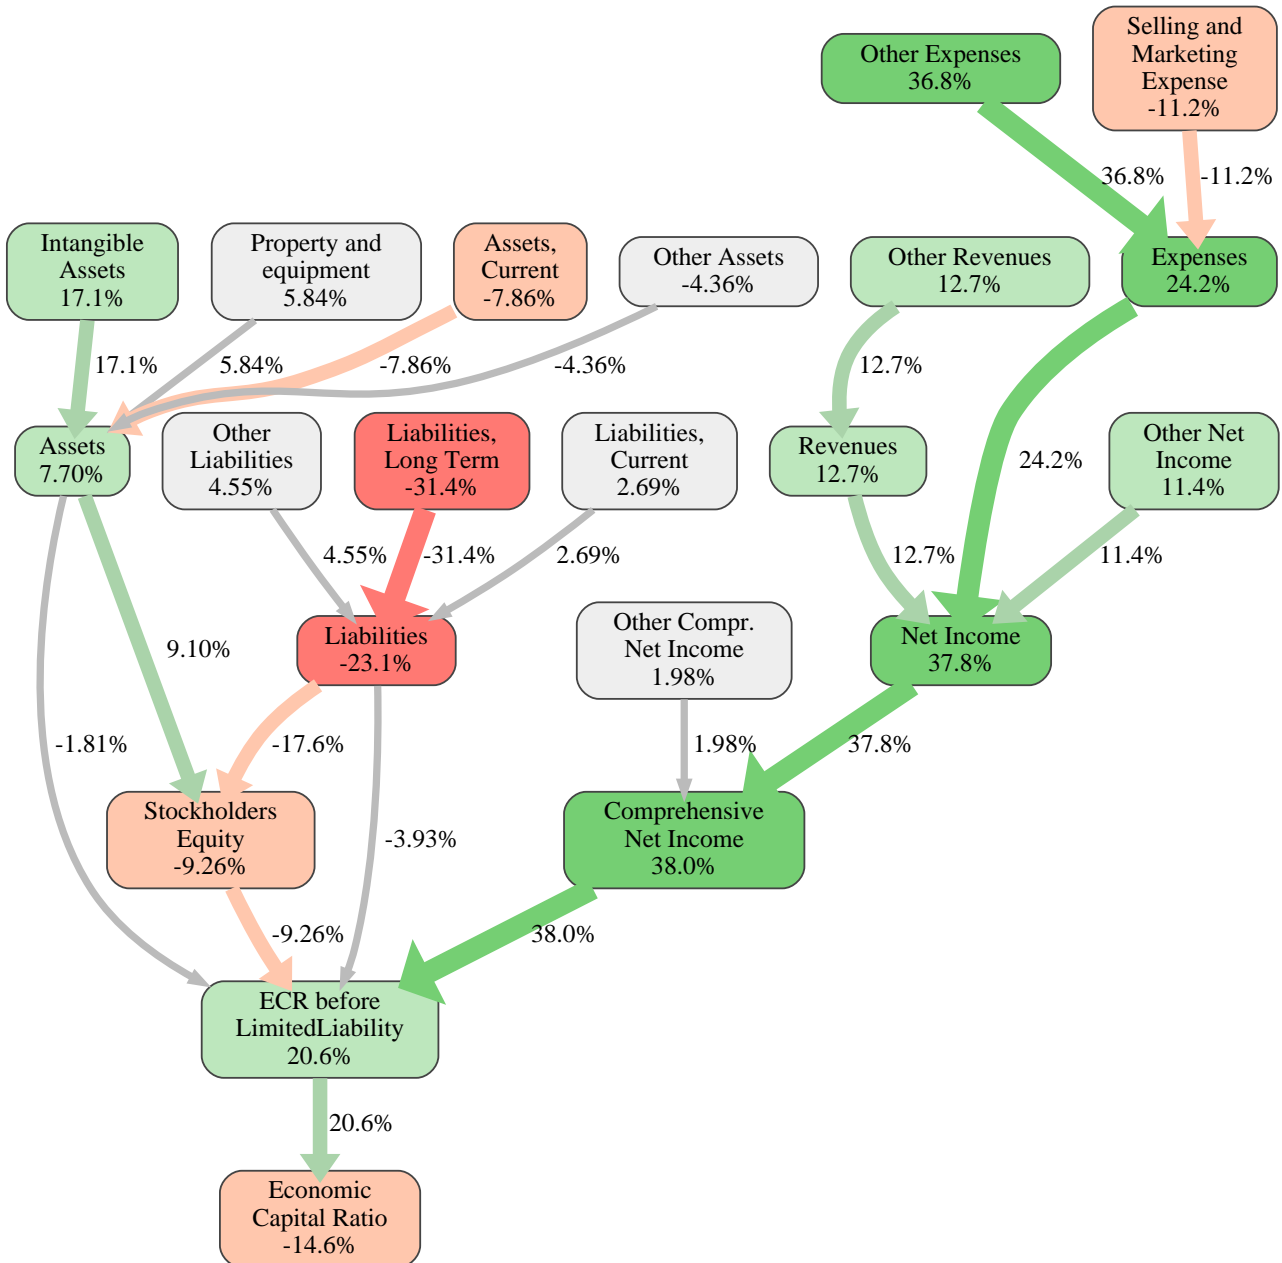 Other Expenses
36.8%
Selling and
Marketing
Expense
-11.2%
36.8%
-11.2%
Intangible
Assets
17.1%
Property and
equipment
5.84%
Assets,
Current
-7.86%
Other Assets
-4.36%
Other Revenues
12.7%
Expenses
24.2%
17.1%
5.84%
-7.86%
-4.36%
12.7%
24.2%
Assets
7.70%
Other
Liabilities
4.55%
Liabilities,
Long Term
-31.4%
Liabilities,
Current
2.69%
Revenues
12.7%
Other Net
Income
11.4%
4.55%
-31.4%
2.69%
12.7%
11.4%
9.10%
Liabilities
-23.1%
Other Compr.
Net Income
1.98%
Net Income
37.8%
-1.81%
-17.6%
1.98%
37.8%
Stockholders
Equity
-9.26%
-3.93%
Comprehensive
Net Income
38.0%
-9.26%
38.0%
ECR before
LimitedLiability
20.6%
20.6%
Economic
Capital Ratio
-14.6%